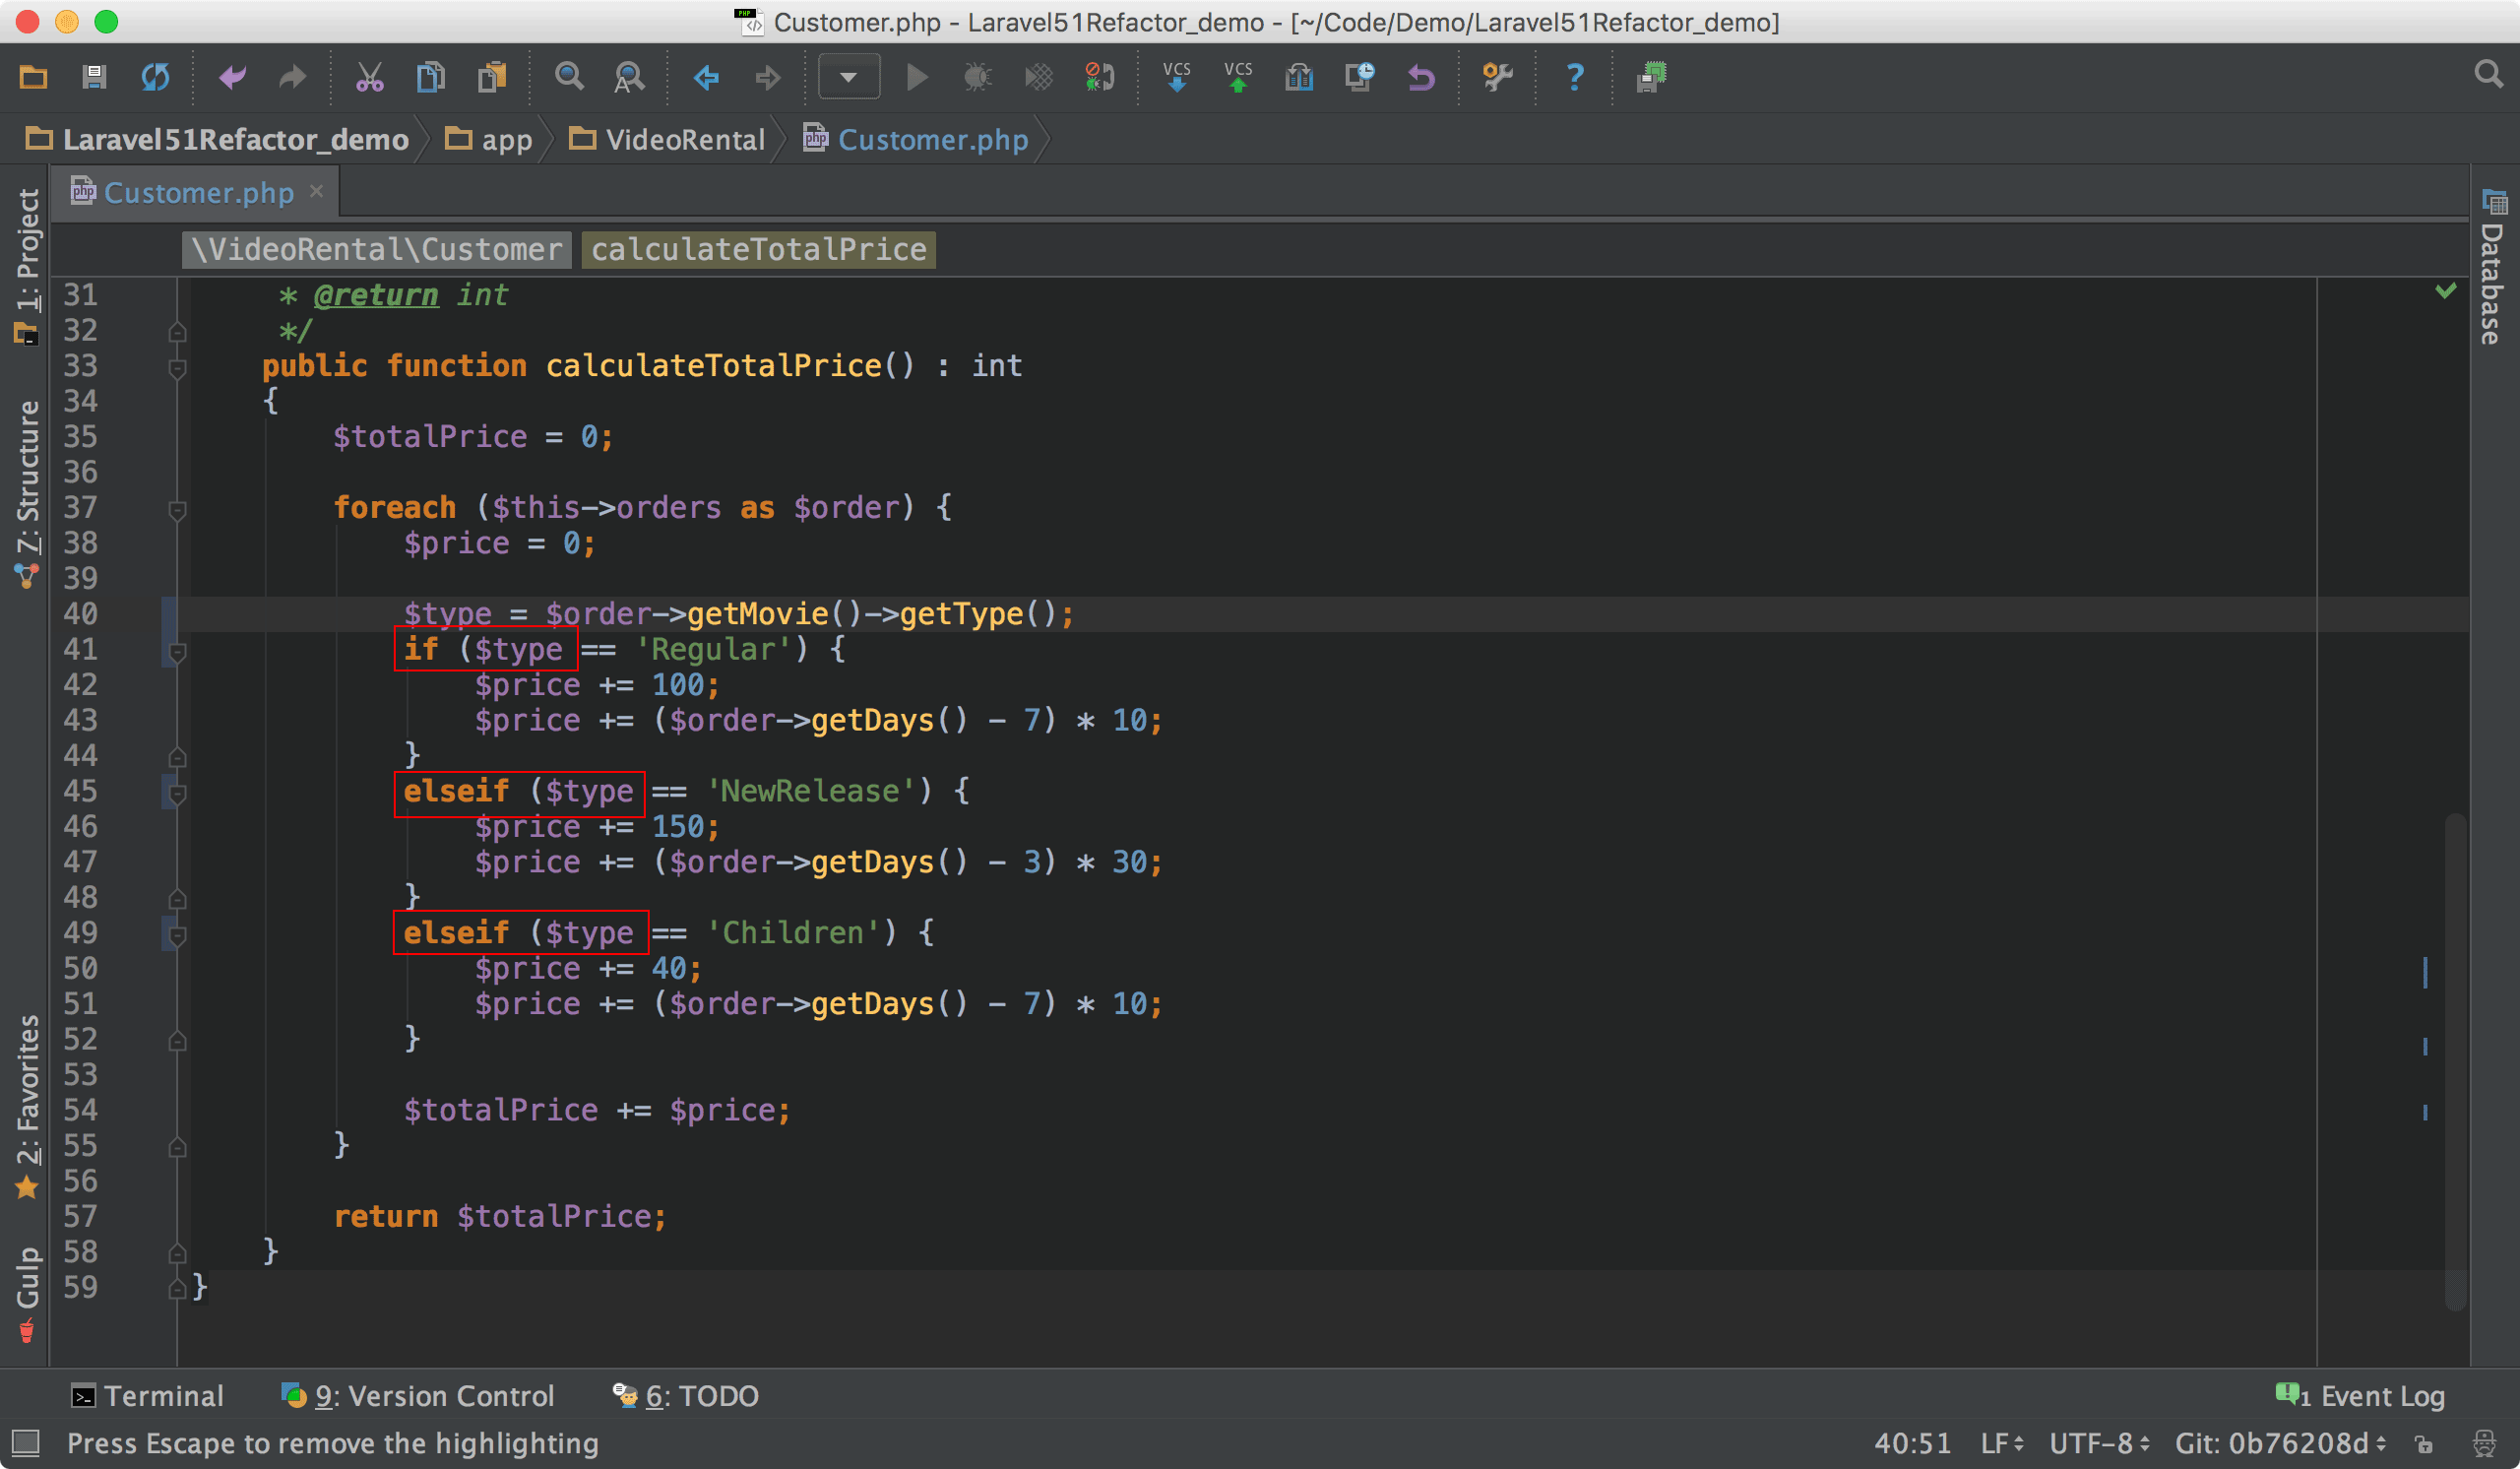 Customer.php - Laravel51Refactor_demo - [~/Code/Demo/Laravel51Refactor_demo]
VCS VCS ?
Laravel51Refactor_demo app VideoRental Customer.php
Customer.php ×
1: Project
7: Structure
2: Favorites
Gulp
Database
\VideoRental\Customer calculateTotalPrice
31 * @return int
32 */
33 public function calculateTotalPrice() : int
34 {
35 $totalPrice = 0;
36
37 foreach ($this->orders as $order) {
38 $price = 0;
39
40 $type = $order->getMovie()->getType();
41 if ($type == 'Regular') {
42 $price += 100;
43 $price += ($order->getDays() - 7) * 10;
44 }
45 elseif ($type == 'NewRelease') {
46 $price += 150;
47 $price += ($order->getDays() - 3) * 30;
48 }
49 elseif ($type == 'Children') {
50 $price += 40;
51 $price += ($order->getDays() - 7) * 10;
52 }
53
54 $totalPrice += $price;
55 }
56
57 return $totalPrice;
58 }
59 }
Terminal 9: Version Control 6: TODO 1 Event Log
Press Escape to remove the highlighting 40:51 LF UTF-8 Git: 0b76208d